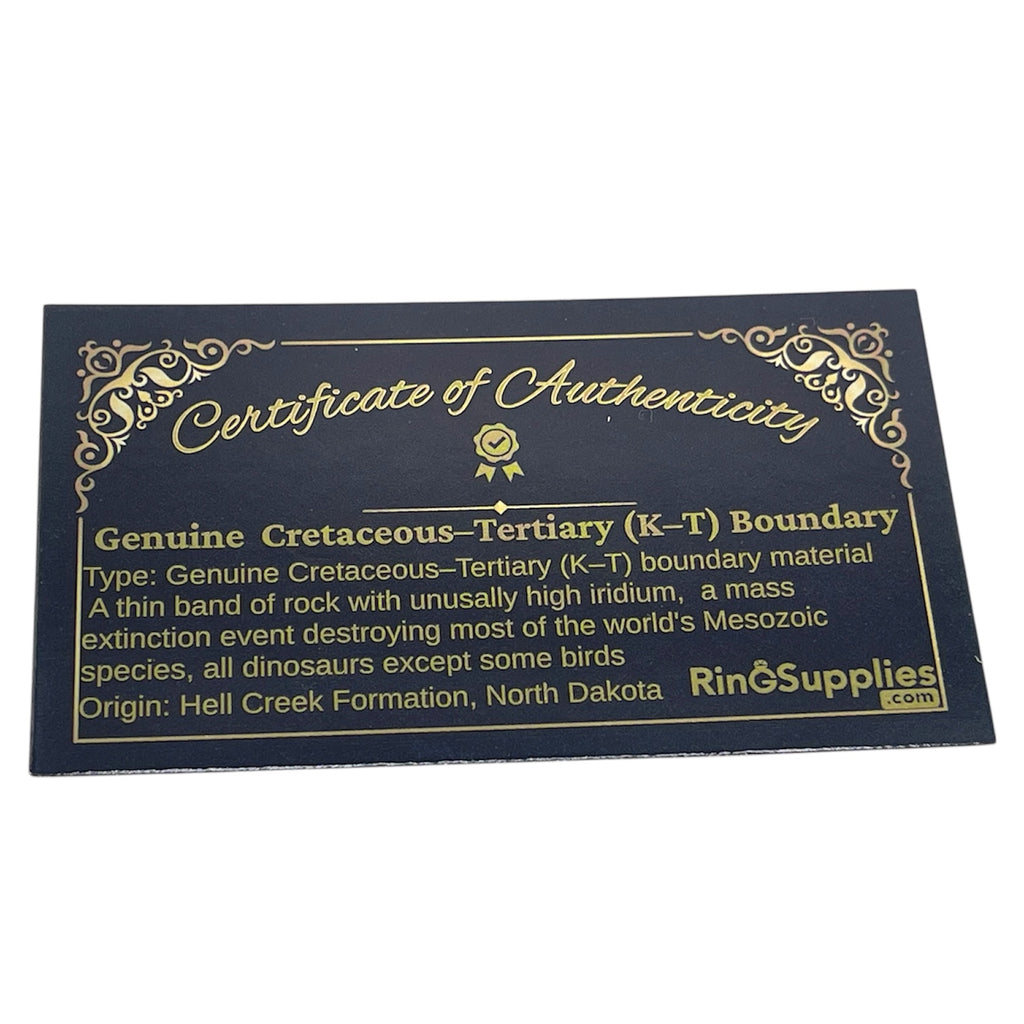 Certificate of Authenticity
Genuine Cretaceous–Tertiary (K–T) Boundary
Type: Genuine Cretaceous–Tertiary (K–T) boundary material
A thin band of rock with unusally high iridium, a mass
extinction event destroying most of the world's Mesozoic
species, all dinosaurs except some birds
Origin: Hell Creek Formation, North Dakota
RinGSupplies
.com